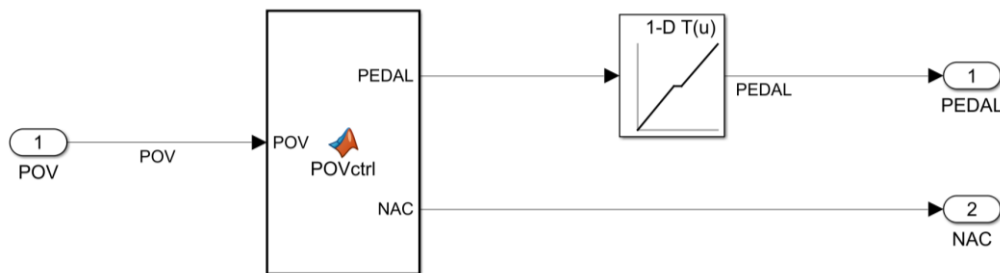 1-D T(u)
PEDAL
PEDAL
1
PEDAL
1
POV
POV
POV
POVctrl
NAC
2
NAC